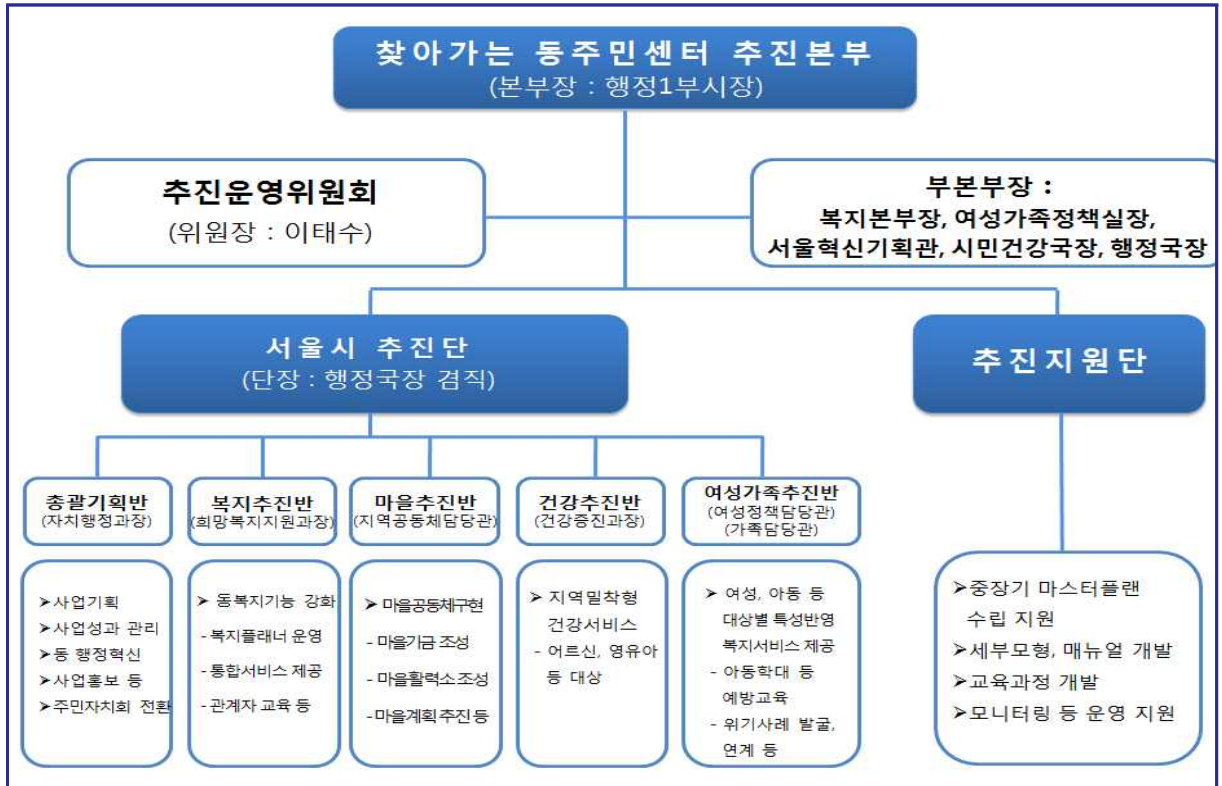 찾아가는 동주민센터 추진본부
(본부장 : 행정1부시장)
추진운영위원회
(위원장 : 이태수)
부본부장 :
복지본부장, 여성가족정책실장,
서울혁신기획관, 시민건강국장, 행정국장
서울시 추진단
(단장 : 행정국장 겸직)
추진지원단
총괄기획반
(자치행정과장)
복지추진반
(희망복지지원과장)
마을추진반
(지역공동체담당관)
건강추진반
(건강증진과장)
여성가족추진반
(여성정책담당관)
(가족담당관)
➢사업기획
➢사업성과 관리
➢동 행정혁신
➢사업홍보 등
➢주민자치회 전환
➢ 동복지기능 강화
- 복지플래너 운영
- 통합서비스 제공
- 관계자 교육 등
➢ 마을공동체구현
- 마을기금 조성
- 마을활력소 조성
- 마을계획 추진 등
➢ 지역밀착형
건강서비스
- 어르신, 영유아
등 대상
➢ 여성, 아동 등
대상별 특성반영
복지서비스 제공
- 아동학대 등
예방교육
- 위기사례 발굴,
연계 등
➢중장기 마스터플랜
수립 지원
➢세부모형, 매뉴얼 개발
➢교육과정 개발
➢모니터링 등 운영 지원